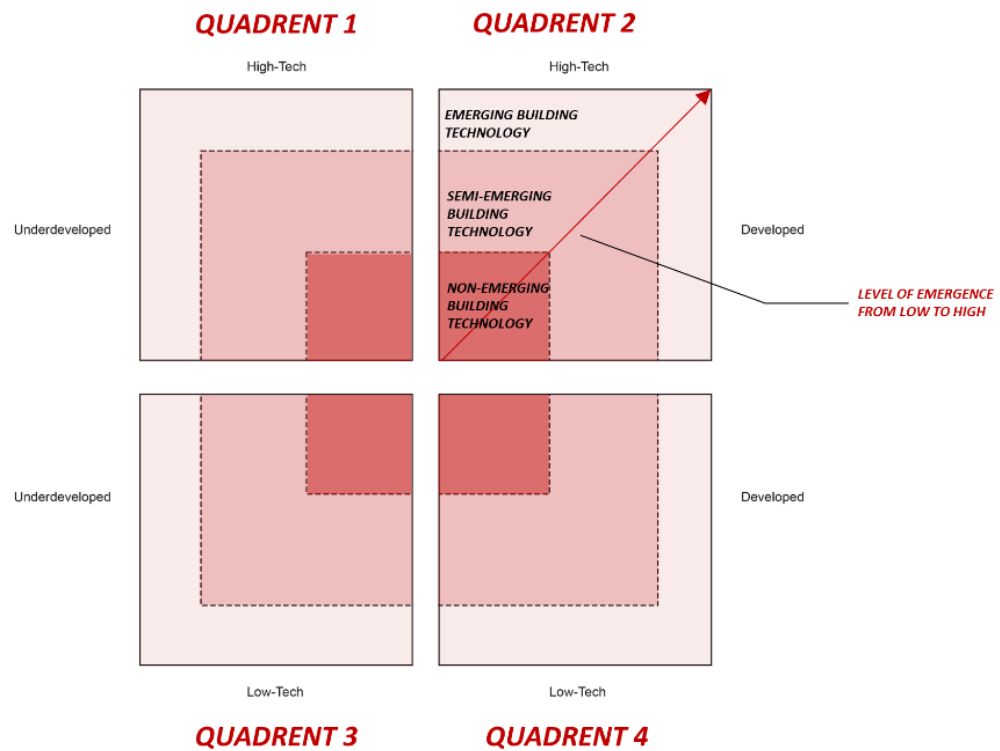 QUADRENT 1
QUADRENT 2
High-Tech
High-Tech
EMERGING BUILDING
TECHNOLOGY
SEMI-EMERGING
BUILDING
TECHNOLOGY
Underdeveloped
Developed
NON-EMERGING
BUILDING
TECHNOLOGY
LEVEL OF EMERGENCE
FROM LOW TO HIGH
Underdeveloped
Developed
Low-Tech
Low-Tech
QUADRENT 3
QUADRENT 4